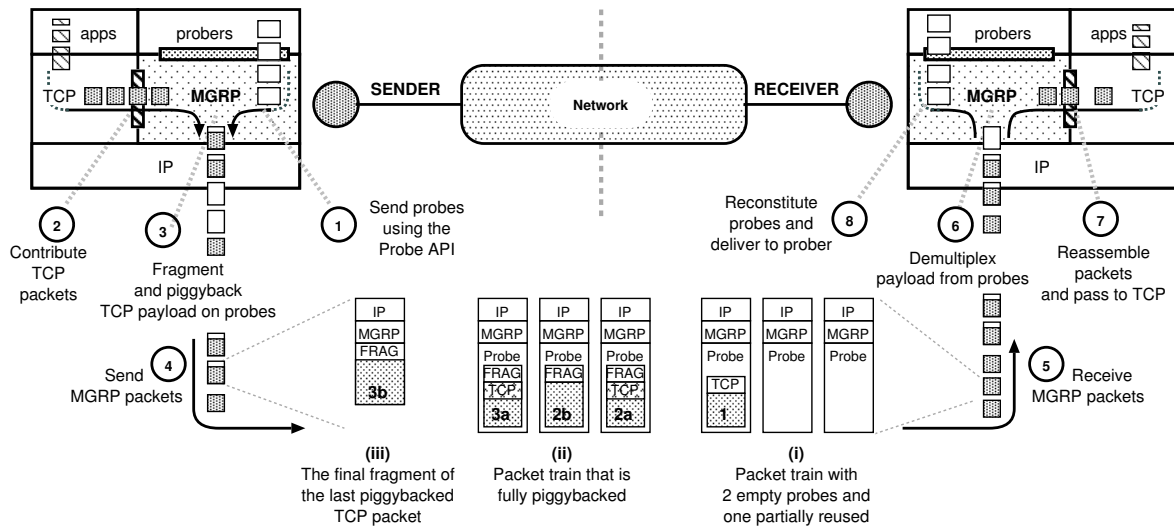 apps
probers
TCP
MGRP
IP
SENDER
Network
RECEIVER
probers
apps
MGRP
TCP
IP
2
Contribute
TCP
packets
3
Fragment
and piggyback
TCP payload on probes
1
Send probes
using the
Probe API
Reconstitute
probes and
deliver to prober
8
6
Demultiplex
payload from probes
7
Reassemble
packets
and pass to TCP
4
Send
MGRP packets
IP
MGRP
FRAG
3b
IP IP IP
MGRP MGRP MGRP
Probe Probe Probe
FRAG FRAG FRAG
TCP TCP
3a 2b 2a
IP IP IP
MGRP MGRP MGRP
Probe Probe Probe
TCP
1
5
Receive
MGRP packets
(iii)
The final fragment of
the last piggybacked
TCP packet
(ii)
Packet train that is
fully piggybacked
(i)
Packet train with
2 empty probes and
one partially reused